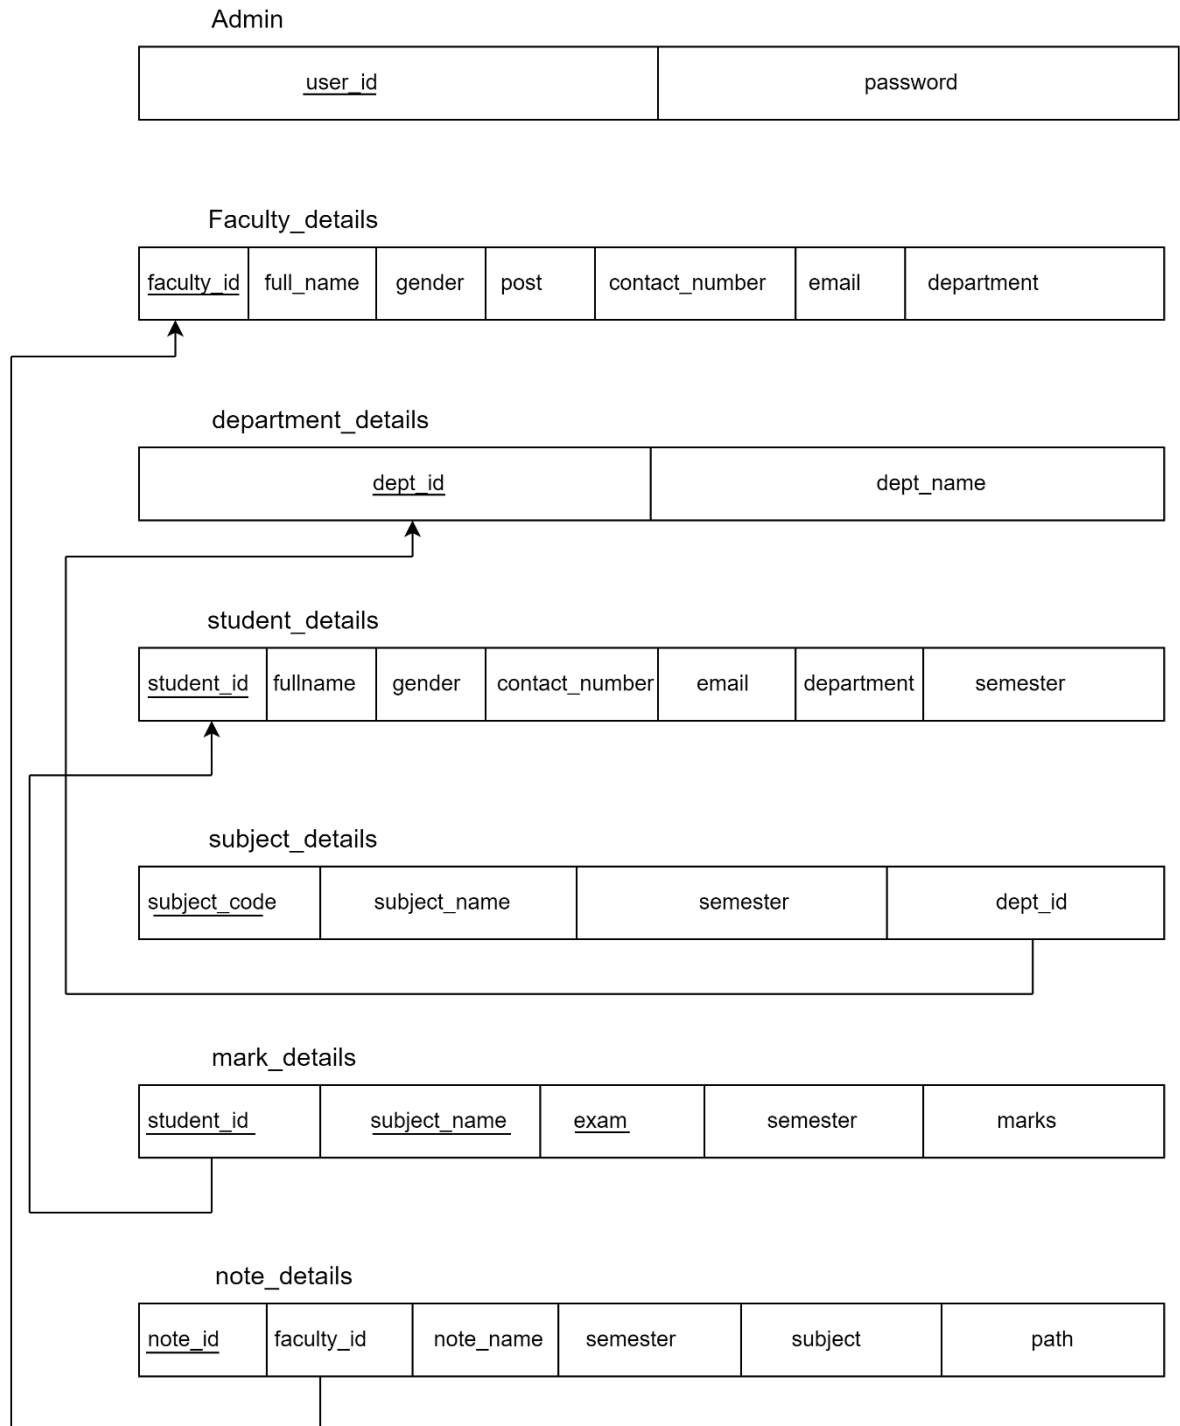 Admin
user_id password
Faculty_details
faculty_id full_name gender post contact_number email department
department_details
dept_id dept_name
student_details
student_id fullname gender contact_number email department semester
subject_details
subject_code subject_name semester dept_id
mark_details
student_id subject_name exam semester marks
note_details
note_id faculty_id note_name semester subject path